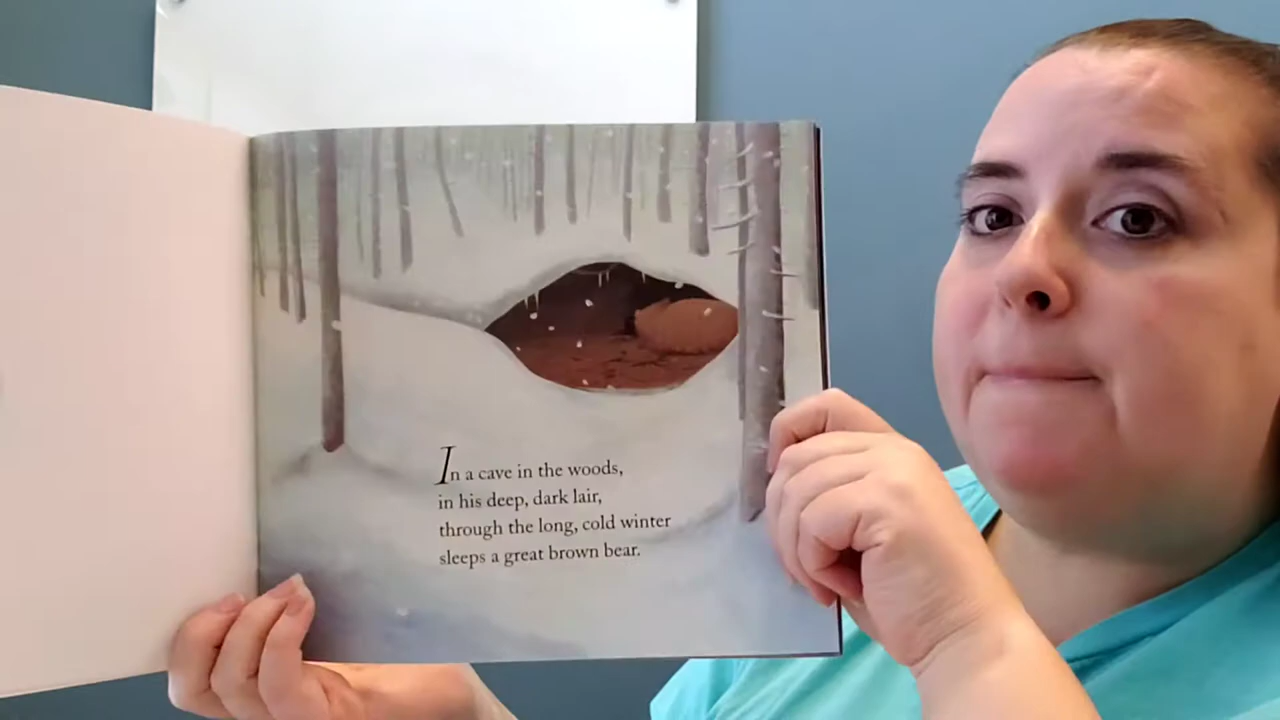 In a cave in the woods,
in his deep, dark lair,
through the long, cold winter
sleeps a great brown bear.